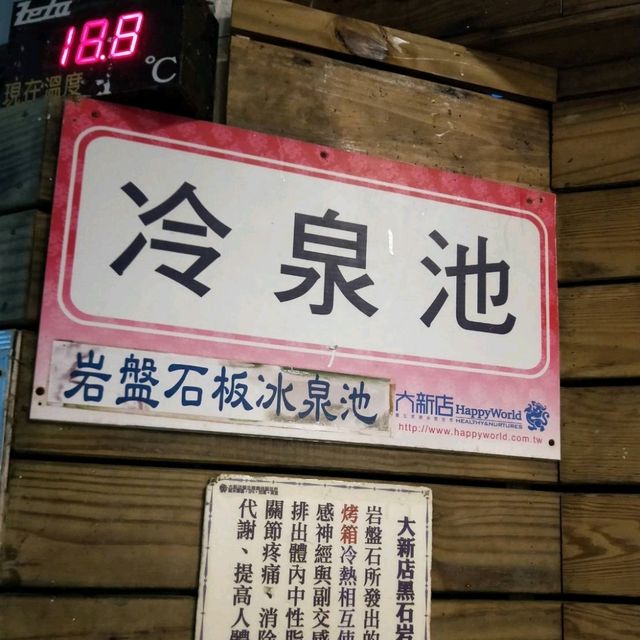 18.8
℃
現在溫度
冷泉池
岩盤石板冰泉池
大新店 HappyWorld
HEALTHY&NURTURES
http://www.happyworld.com.tw
大新店黑石岩
岩盤石所發出的
烤箱冷熱相互使
感神經與副交感
排出體內中性脂
關節疼痛、消除
代謝、提高人體